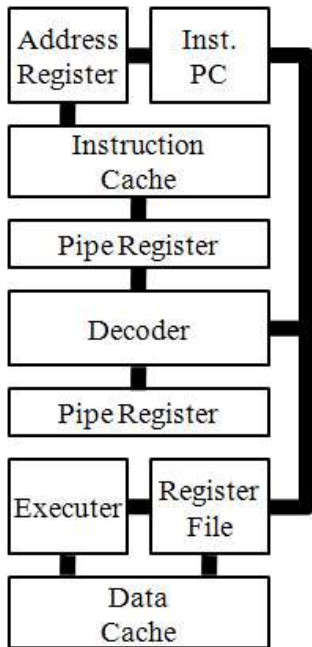 Address
Register
Inst.
PC
Instruction
Cache
Pipe Register
Decoder
Pipe Register
Executer
Register
File
Data
Cache